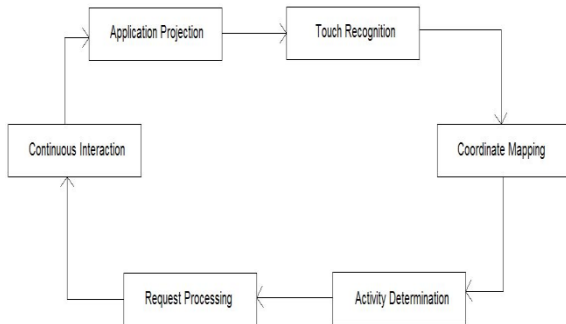 Application Projection
Touch Recognition
Continuous Interaction
Coordinate Mapping
Request Processing
Activity Determination